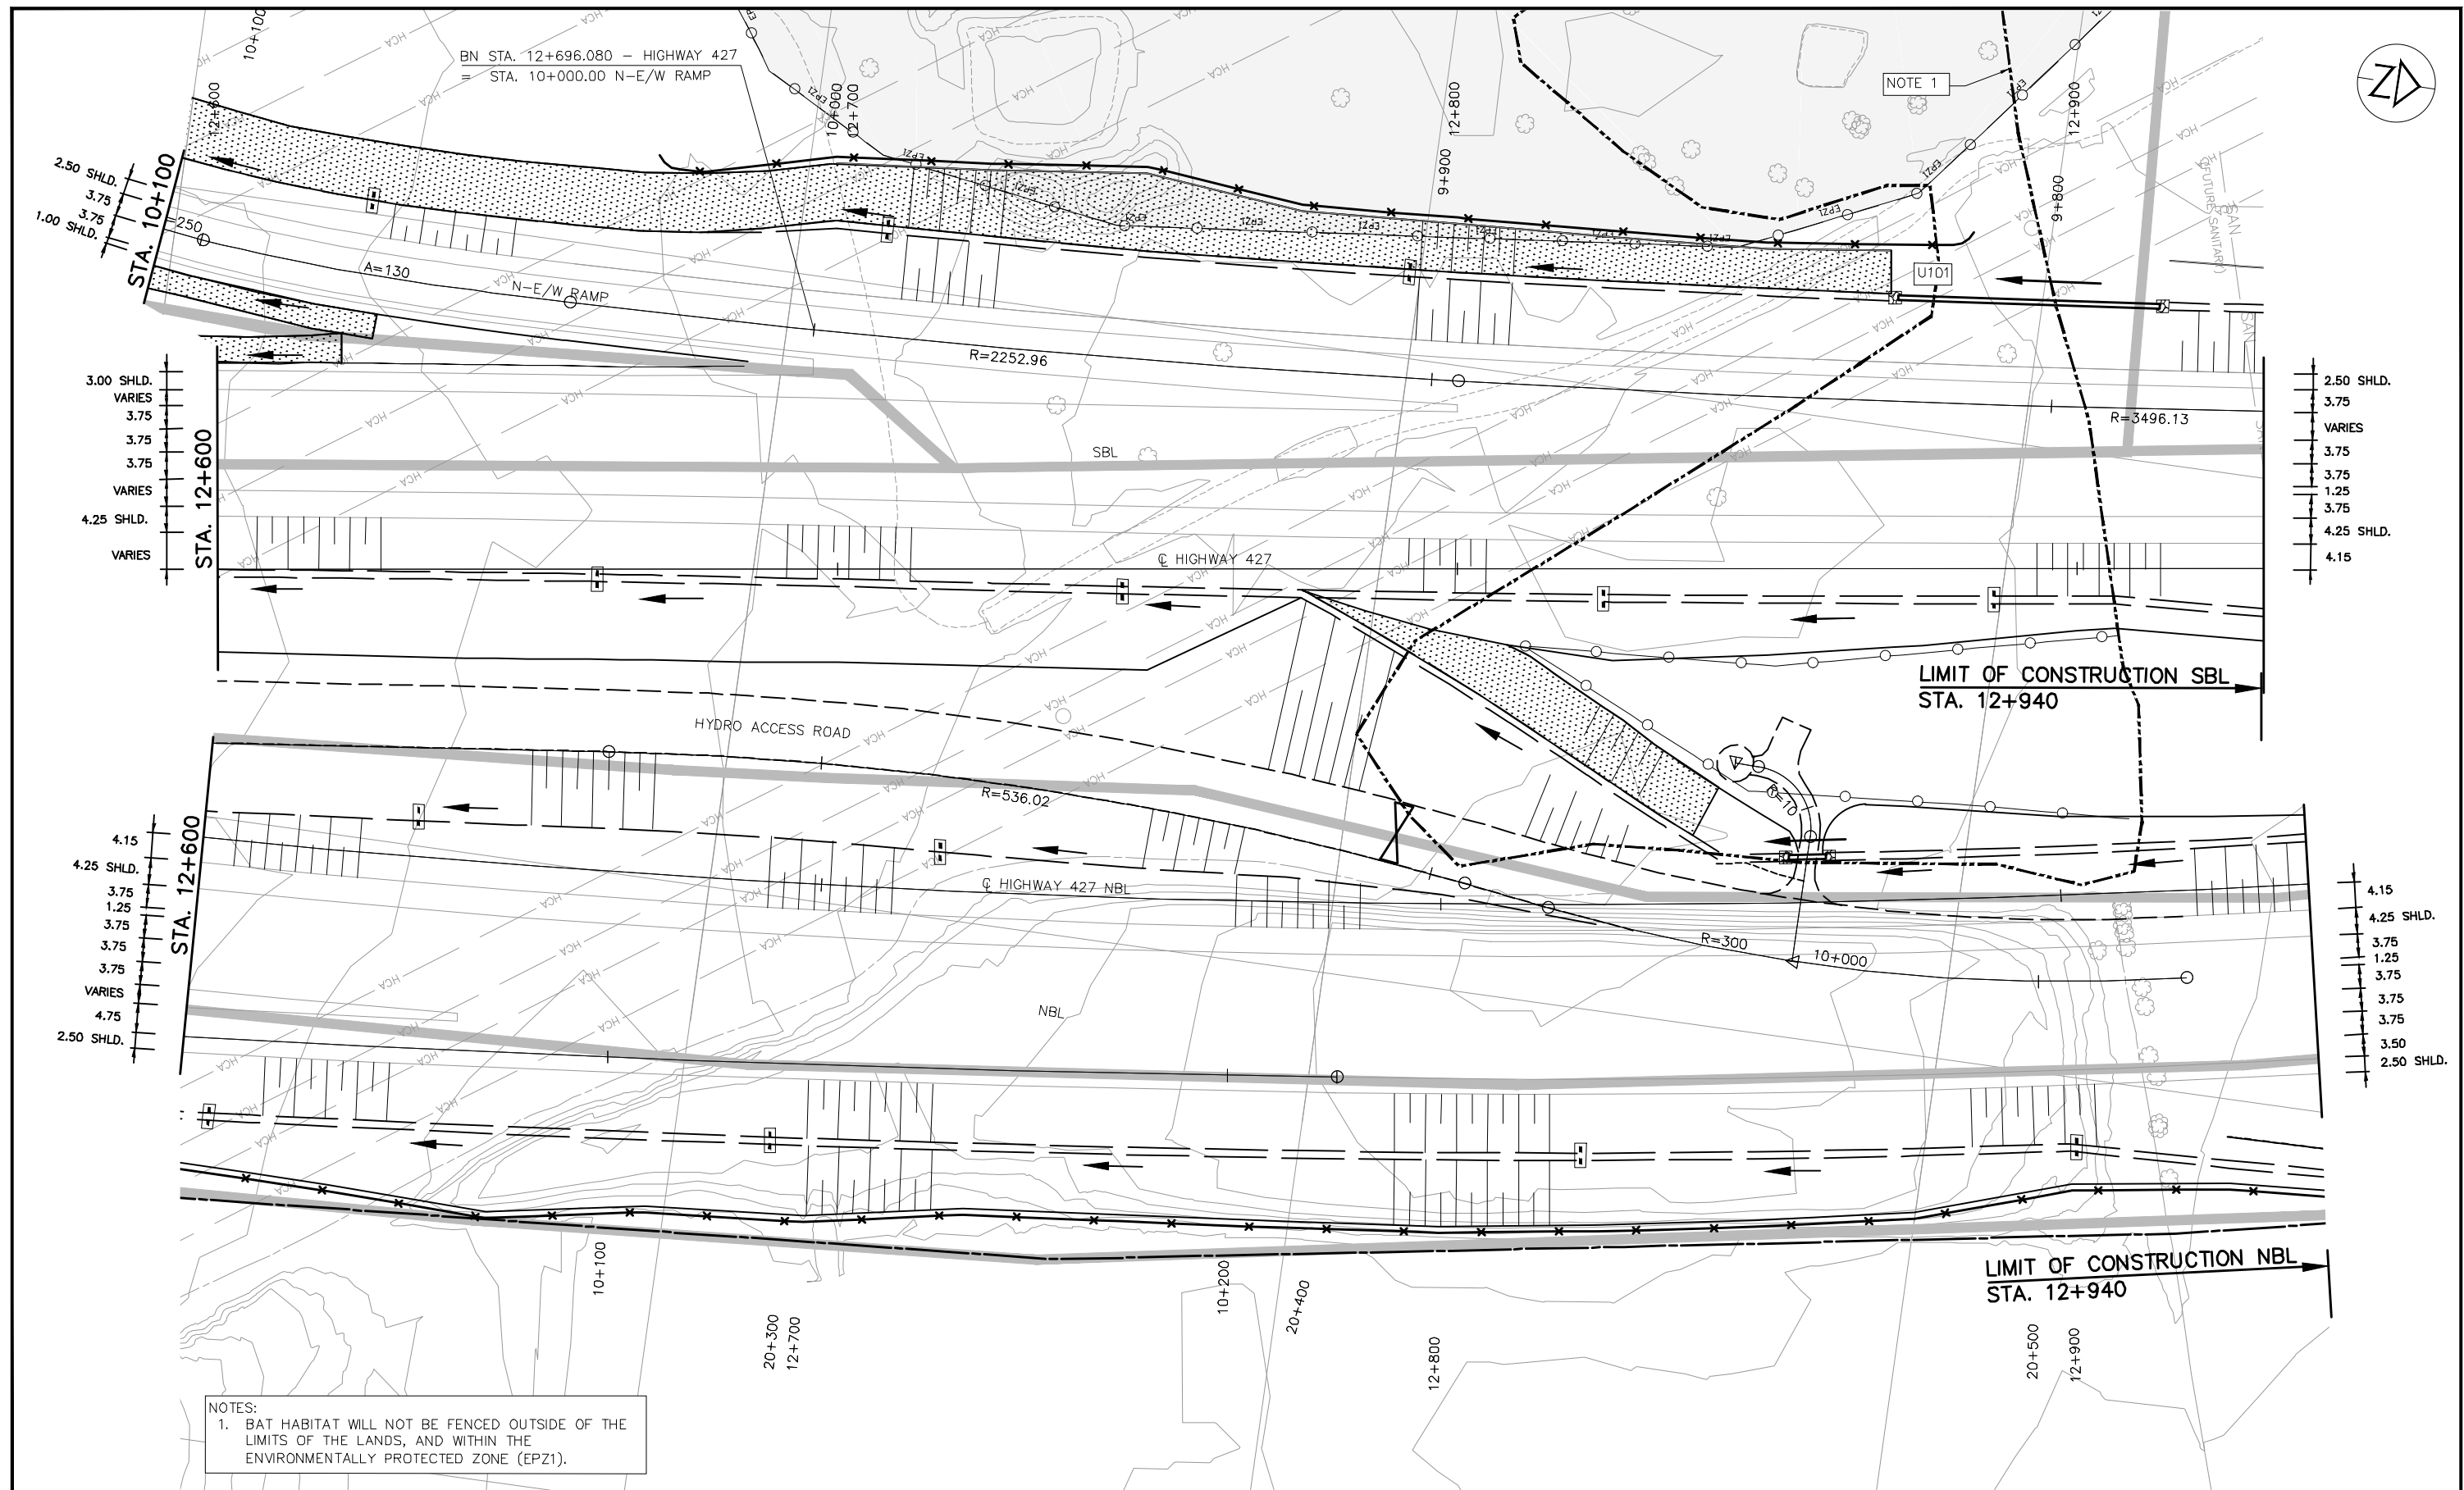 BN STA. 12+696.080 – HIGHWAY 427
= STA. 10+000.00 N-E/W RAMP
NOTE 1
10+100
12+600
10+000
12+700
12+800
9+900
12+900
9+800
EPZ1
HCA
SAN
(FUTURE SANITARY)
U101
2.50 SHLD.
3.75
3.75
1.00 SHLD.
STA. 10+100
A=130
N-E/W RAMP
R=2252.96
R=3496.13
3.00 SHLD.
VARIES
3.75
3.75
3.75
VARIES
4.25 SHLD.
VARIES
STA. 12+600
SBL
℄ HIGHWAY 427
2.50 SHLD.
3.75
VARIES
3.75
3.75
1.25
3.75
4.25 SHLD.
4.15
LIMIT OF CONSTRUCTION SBL
STA. 12+940
HYDRO ACCESS ROAD
R=536.02
R=10
4.15
4.25 SHLD.
3.75
1.25
3.75
3.75
3.75
VARIES
4.75
2.50 SHLD.
STA. 12+600
℄ HIGHWAY 427 NBL
R=300
10+000
NBL
4.15
4.25 SHLD.
3.75
1.25
3.75
3.75
3.75
3.50
2.50 SHLD.
LIMIT OF CONSTRUCTION NBL
STA. 12+940
10+100
20+300
12+700
10+200
20+400
12+800
20+500
12+900
NOTES:
1. BAT HABITAT WILL NOT BE FENCED OUTSIDE OF THE
LIMITS OF THE LANDS, AND WITHIN THE
ENVIRONMENTALLY PROTECTED ZONE (EPZ1).